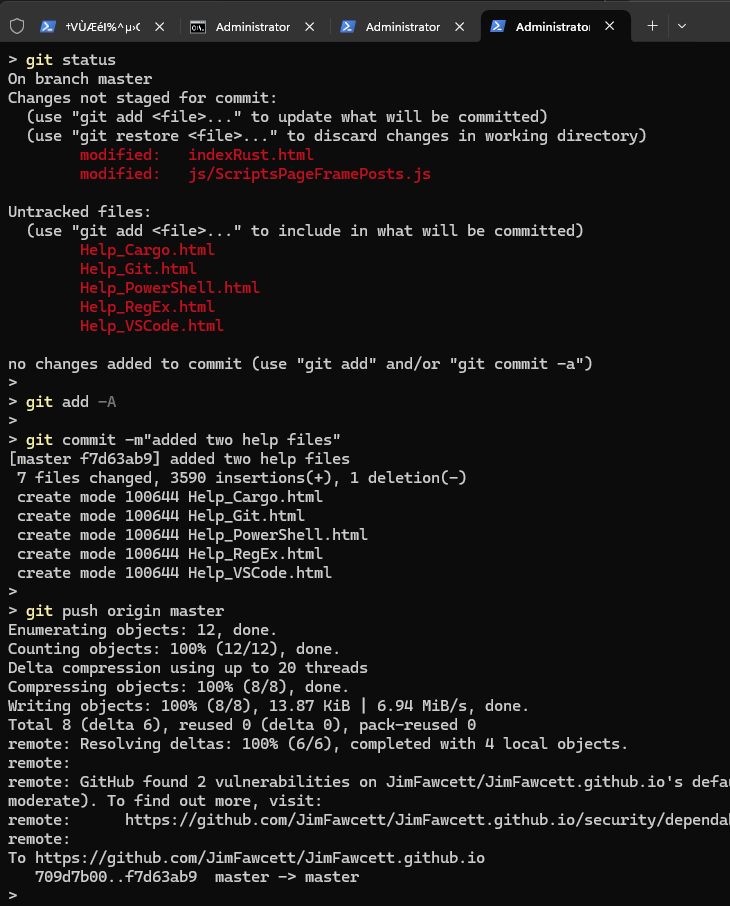 Administrator
Administrator
Administrator
> git status
On branch master
Changes not staged for commit:
  (use "git add <file>..." to update what will be committed)
  (use "git restore <file>..." to discard changes in working directory)
        modified:   indexRust.html
        modified:   js/ScriptsPageFramePosts.js
Untracked files:
  (use "git add <file>..." to include in what will be committed)
        Help_Cargo.html
        Help_Git.html
        Help_PowerShell.html
        Help_RegEx.html
        Help_VSCode.html
no changes added to commit (use "git add" and/or "git commit -a")
>
> git add -A
>
> git commit -m"added two help files"
[master f7d63ab9] added two help files
 7 files changed, 3590 insertions(+), 1 deletion(-)
 create mode 100644 Help_Cargo.html
 create mode 100644 Help_Git.html
 create mode 100644 Help_PowerShell.html
 create mode 100644 Help_RegEx.html
 create mode 100644 Help_VSCode.html
>
> git push origin master
Enumerating objects: 12, done.
Counting objects: 100% (12/12), done.
Delta compression using up to 20 threads
Compressing objects: 100% (8/8), done.
Writing objects: 100% (8/8), 13.87 KiB | 6.94 MiB/s, done.
Total 8 (delta 6), reused 0 (delta 0), pack-reused 0
remote: Resolving deltas: 100% (6/6), completed with 4 local objects.
remote:
remote: GitHub found 2 vulnerabilities on JimFawcett/JimFawcett.github.io's defau
moderate). To find out more, visit:
remote:      https://github.com/JimFawcett/JimFawcett.github.io/security/dependab
remote:
To https://github.com/JimFawcett/JimFawcett.github.io
   709d7b00..f7d63ab9  master -> master
>